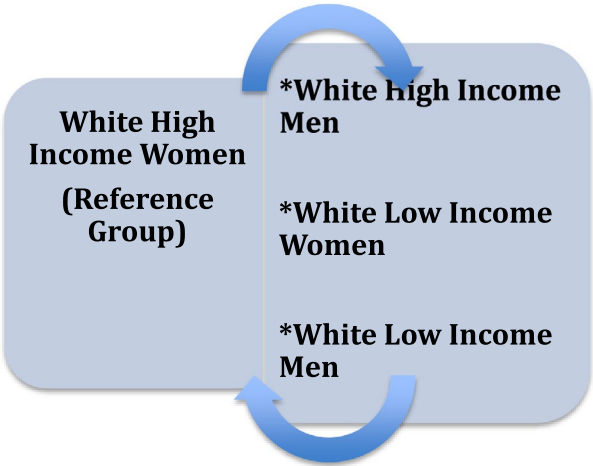 White High
Income Women
(Reference
Group)
*White High Income
Men
*White Low Income
Women
*White Low Income
Men